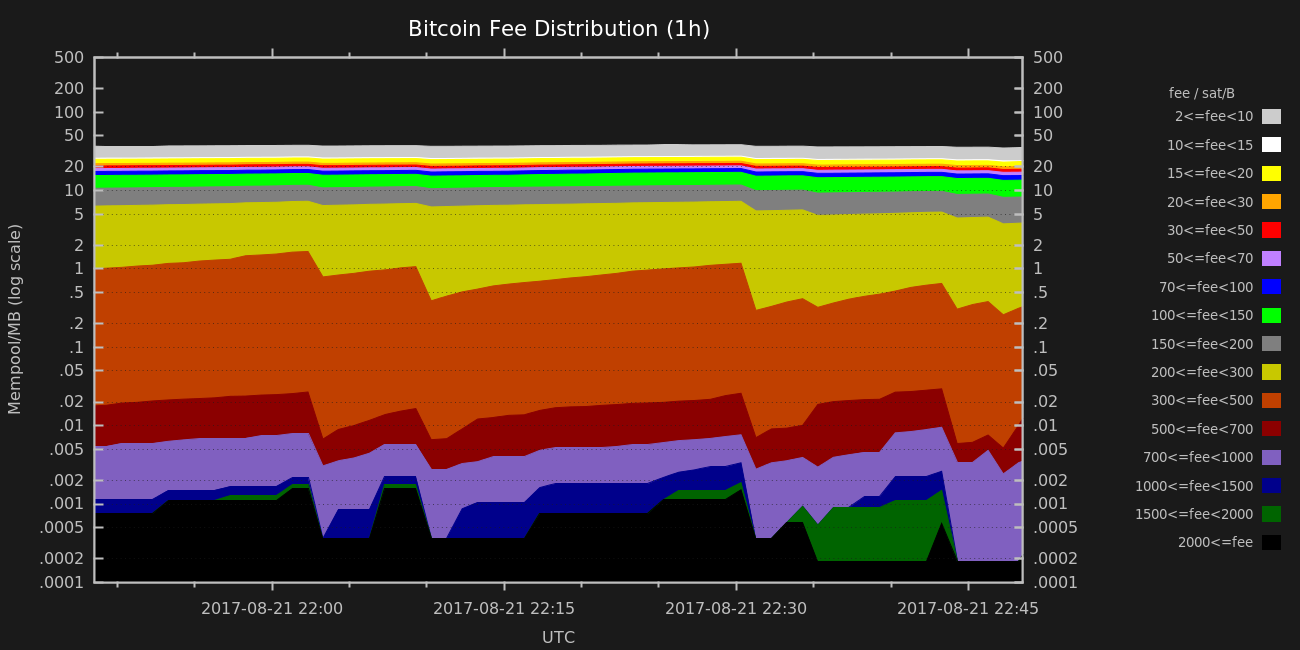 Bitcoin Fee Distribution (1h)
500
200
100
50
20
10
5
2
1
.5
.2
.1
.05
.02
.01
.005
.002
.001
.0005
.0002
.0001
Mempool/MB (log scale)
500
200
100
50
20
10
5
2
1
.5
.2
.1
.05
.02
.01
.005
.002
.001
.0005
.0002
.0001
2017-08-21 22:00
2017-08-21 22:15
2017-08-21 22:30
2017-08-21 22:45
UTC
fee / sat/B
2<=fee<10
10<=fee<15
15<=fee<20
20<=fee<30
30<=fee<50
50<=fee<70
70<=fee<100
100<=fee<150
150<=fee<200
200<=fee<300
300<=fee<500
500<=fee<700
700<=fee<1000
1000<=fee<1500
1500<=fee<2000
2000<=fee